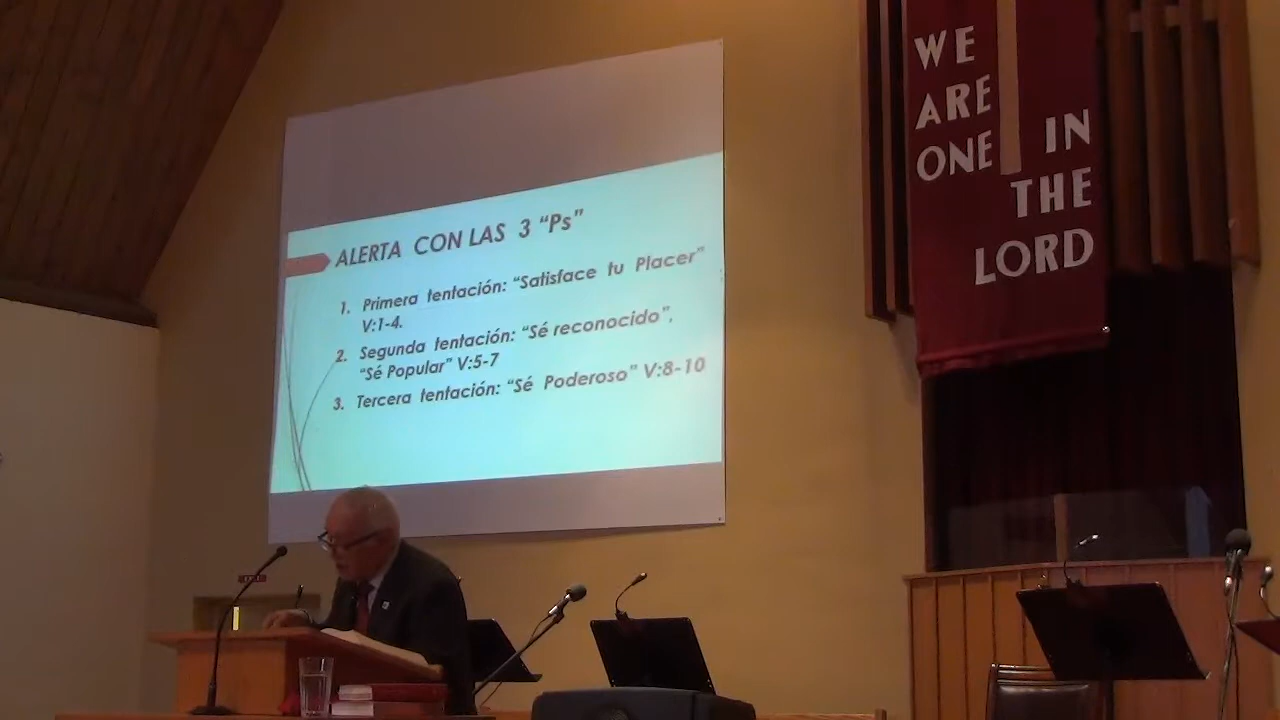 ALERTA CON LAS 3 “Ps”
1. Primera tentación: “Satisface tu Placer”
V:1-4.
2. Segunda tentación: “Sé reconocido”.
“Sé Popular” V:5-7
3. Tercera tentación: “Sé Poderoso” V:8-10
WE
ARE
ONE
IN
THE
LORD